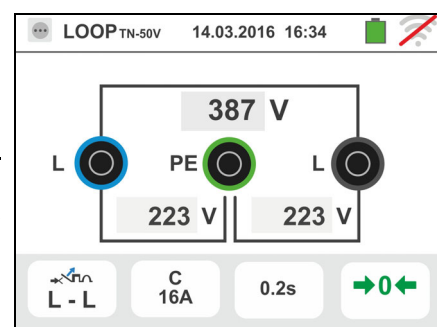 LOOP TN-50V 14.03.2016 16:34
387 V
L PE L
223 V 223 V
L - L C 16A 0.2s →0←